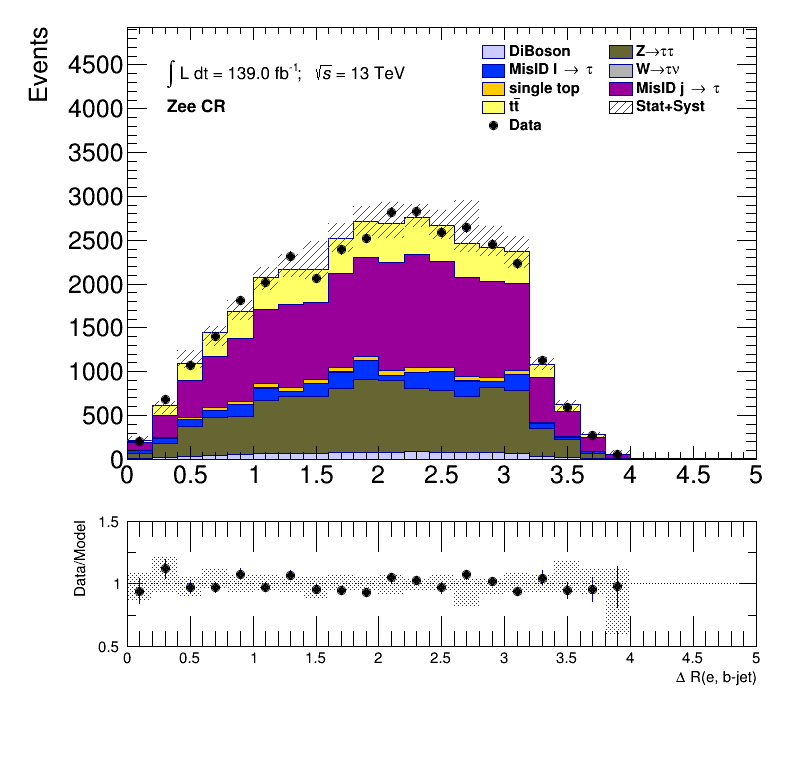 Events
4500
4000
3500
3000
2500
2000
1500
1000
500
0
∫ L dt = 139.0 fb⁻¹; √s = 13 TeV
Zee CR
DiBoson
MisID l → τ
single top
tt̄
Data
Z→ττ
W→τν
MisID j → τ
Stat+Syst
0 0.5 1 1.5 2 2.5 3 3.5 4 4.5 5
Data/Model
1.5
1
0.5
0 0.5 1 1.5 2 2.5 3 3.5 4 4.5 5
Δ R(e, b-jet)